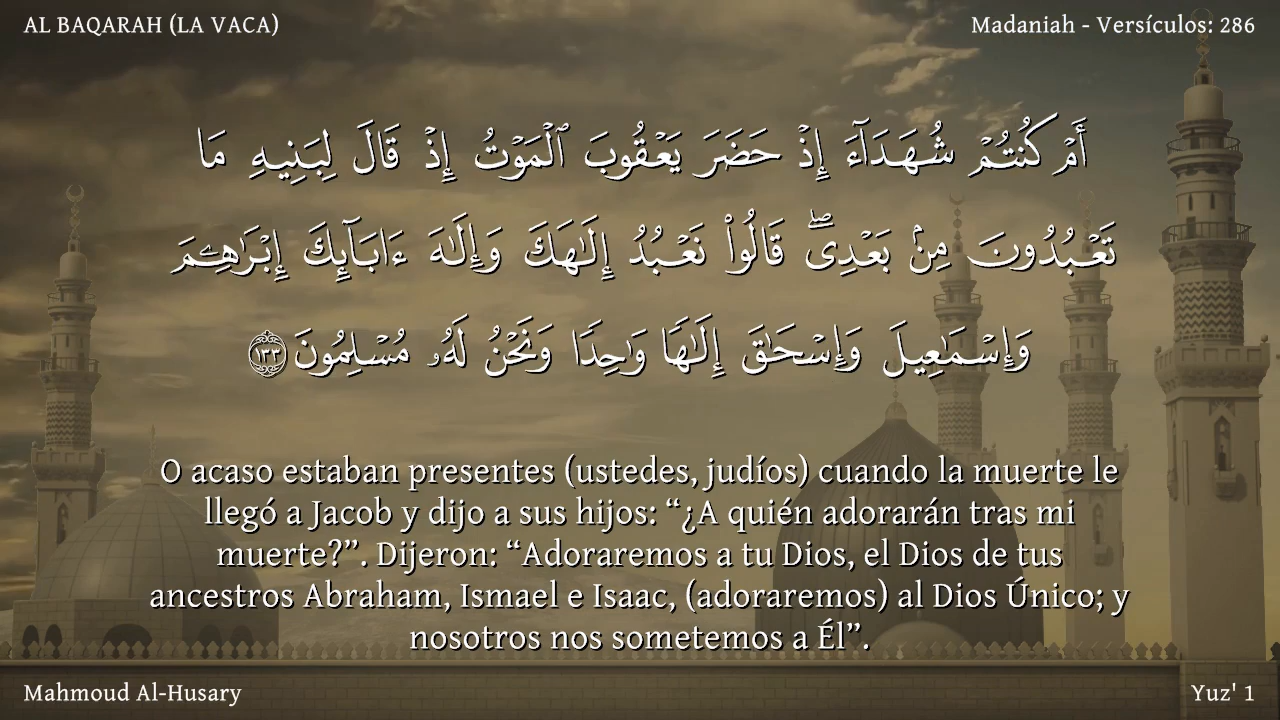 AL BAQARAH (LA VACA)
Madaniah - Versículos: 286
أَمْ كُنتُمْ شُهَدَآءَ إِذْ حَضَرَ يَعْقُوبَ ٱلْمَوْتُ إِذْ قَالَ لِبَنِيهِ مَا
تَعْبُدُونَ مِنۢ بَعْدِى ۖ قَالُوا۟ نَعْبُدُ إِلَـٰهَكَ وَإِلَـٰهَ ءَابَآئِكَ إِبْرَٰهِـۧمَ
وَإِسْمَـٰعِيلَ وَإِسْحَـٰقَ إِلَـٰهًا وَٰحِدًا وَنَحْنُ لَهُۥ مُسْلِمُونَ ١٣٣
O acaso estaban presentes (ustedes, judíos) cuando la muerte le
llegó a Jacob y dijo a sus hijos: “¿A quién adorarán tras mi
muerte?”. Dijeron: “Adoraremos a tu Dios, el Dios de tus
ancestros Abraham, Ismael e Isaac, (adoraremos) al Dios Único; y
nosotros nos sometemos a Él”.
Mahmoud Al-Husary
Yuz' 1